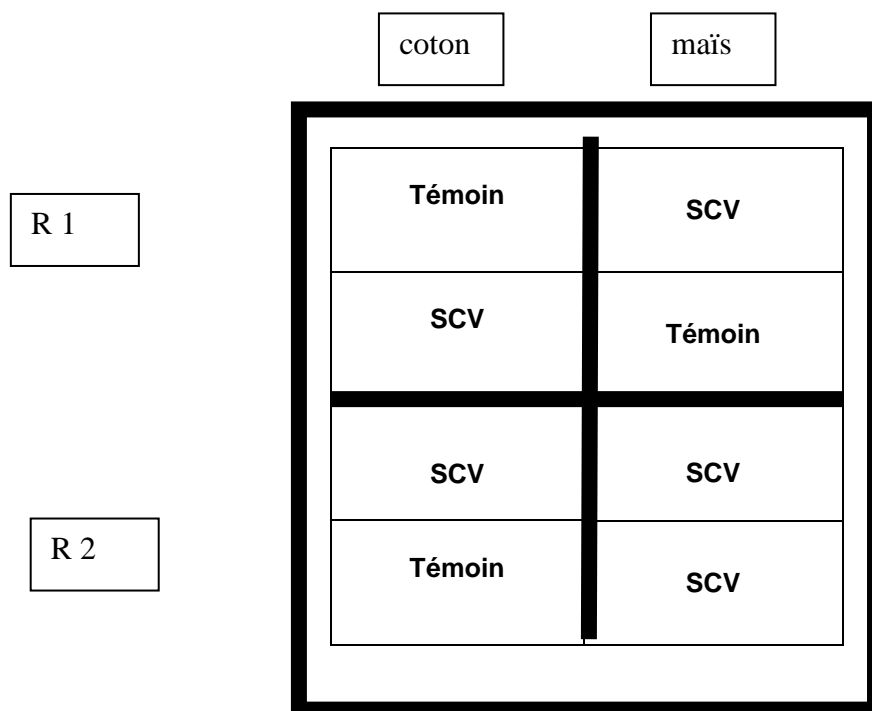 coton
maïs
R 1
Témoin
SCV
SCV
Témoin
SCV
SCV
R 2
Témoin
SCV